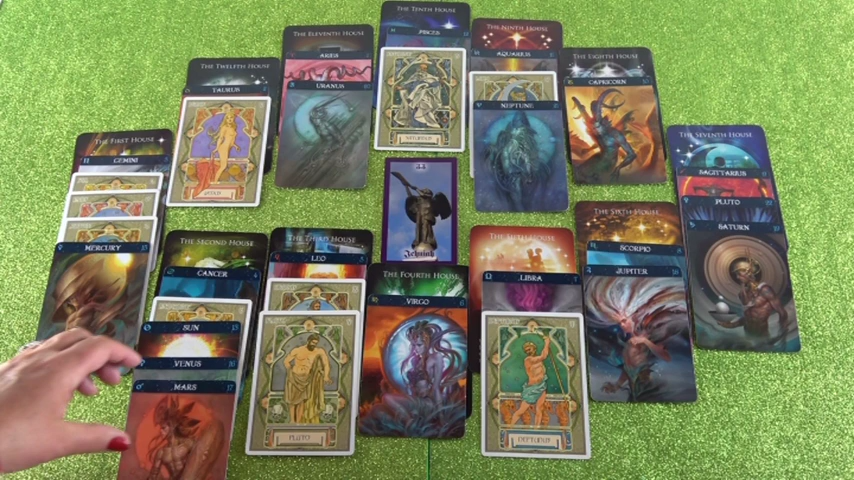 THE TENTH HOUSE
PISCES
THE NINTH HOUSE
AQUARIUS
NEPTUNE
THE ELEVENTH HOUSE
ARIES
URANUS
THE EIGHTH HOUSE
CAPRICORN
THE TWELFTH HOUSE
TAURUS
THE SEVENTH HOUSE
SAGITTARIUS
PLUTO
SATURN
THE FIRST HOUSE
GEMINI
MERCURY
THE SECOND HOUSE
CANCER
SUN
VENUS
MARS
THE THIRD HOUSE
LEO
PLUTO
33
Jehuiah
THE FOURTH HOUSE
VIRGO
THE FIFTH HOUSE
LIBRA
NEPTUNUS
THE SIXTH HOUSE
SCORPIO
JUPITER